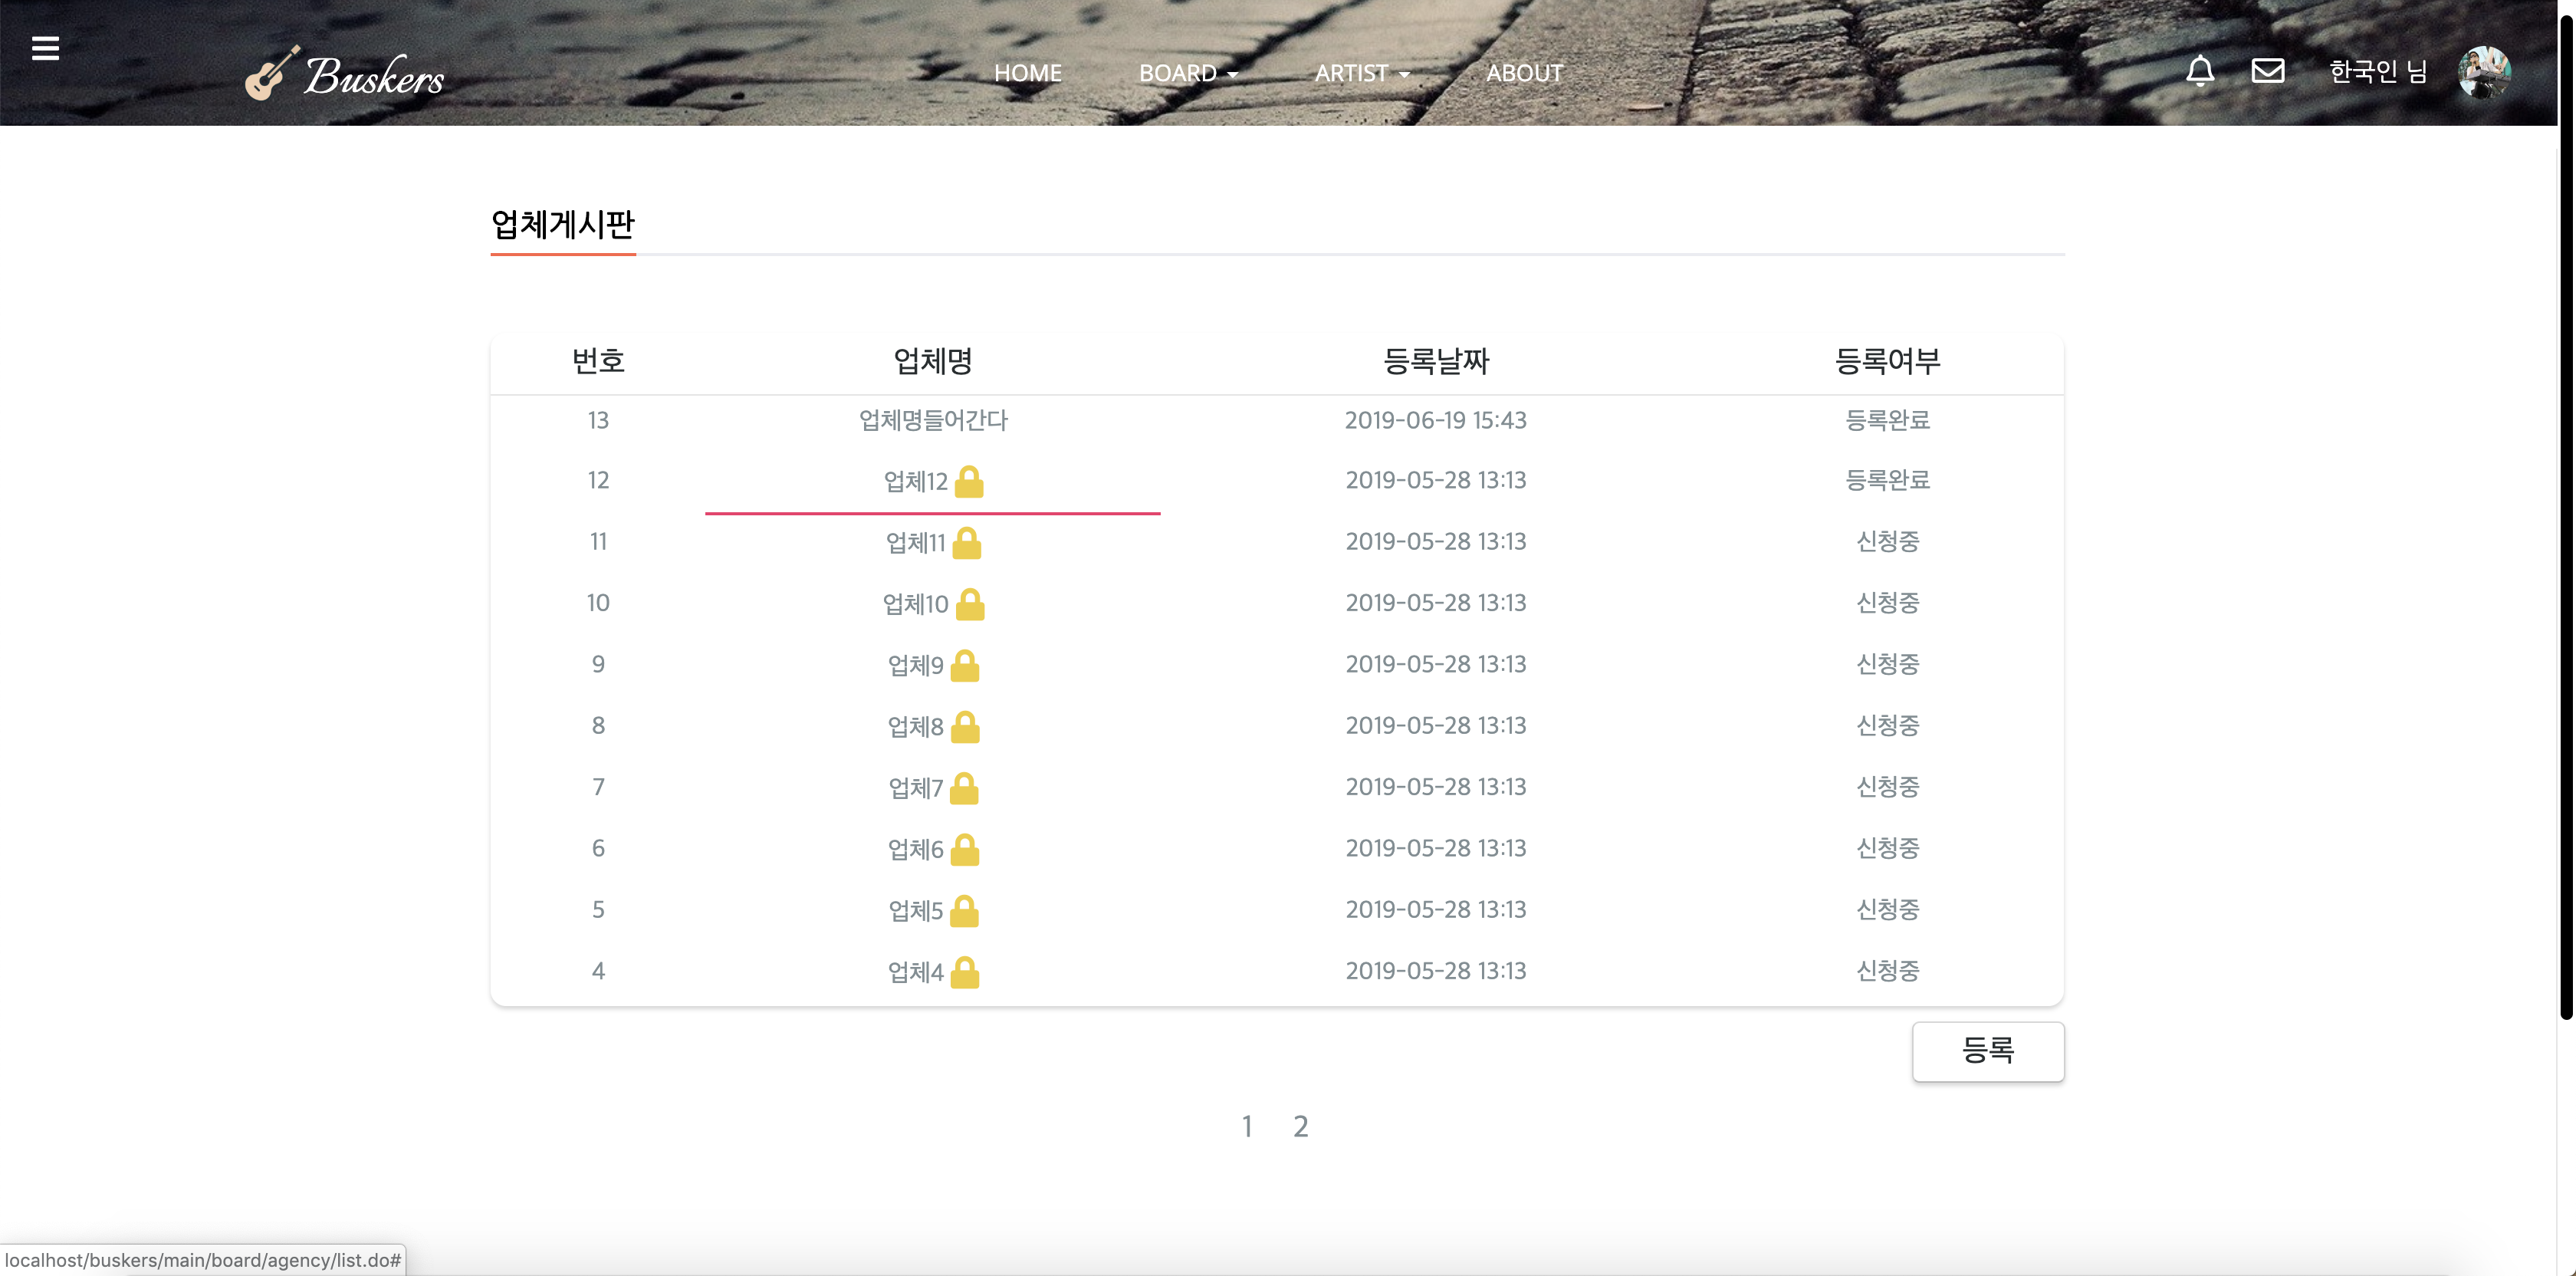 Buskers
HOME BOARD ARTIST ABOUT 한국인 님
업체게시판
번호 업체명 등록날짜 등록여부
13 업체명들어간다 2019-06-19 15:43 등록완료
12 업체12 2019-05-28 13:13 등록완료
11 업체11 2019-05-28 13:13 신청중
10 업체10 2019-05-28 13:13 신청중
9 업체9 2019-05-28 13:13 신청중
8 업체8 2019-05-28 13:13 신청중
7 업체7 2019-05-28 13:13 신청중
6 업체6 2019-05-28 13:13 신청중
5 업체5 2019-05-28 13:13 신청중
4 업체4 2019-05-28 13:13 신청중
등록
1 2
localhost/buskers/main/board/agency/list.do#